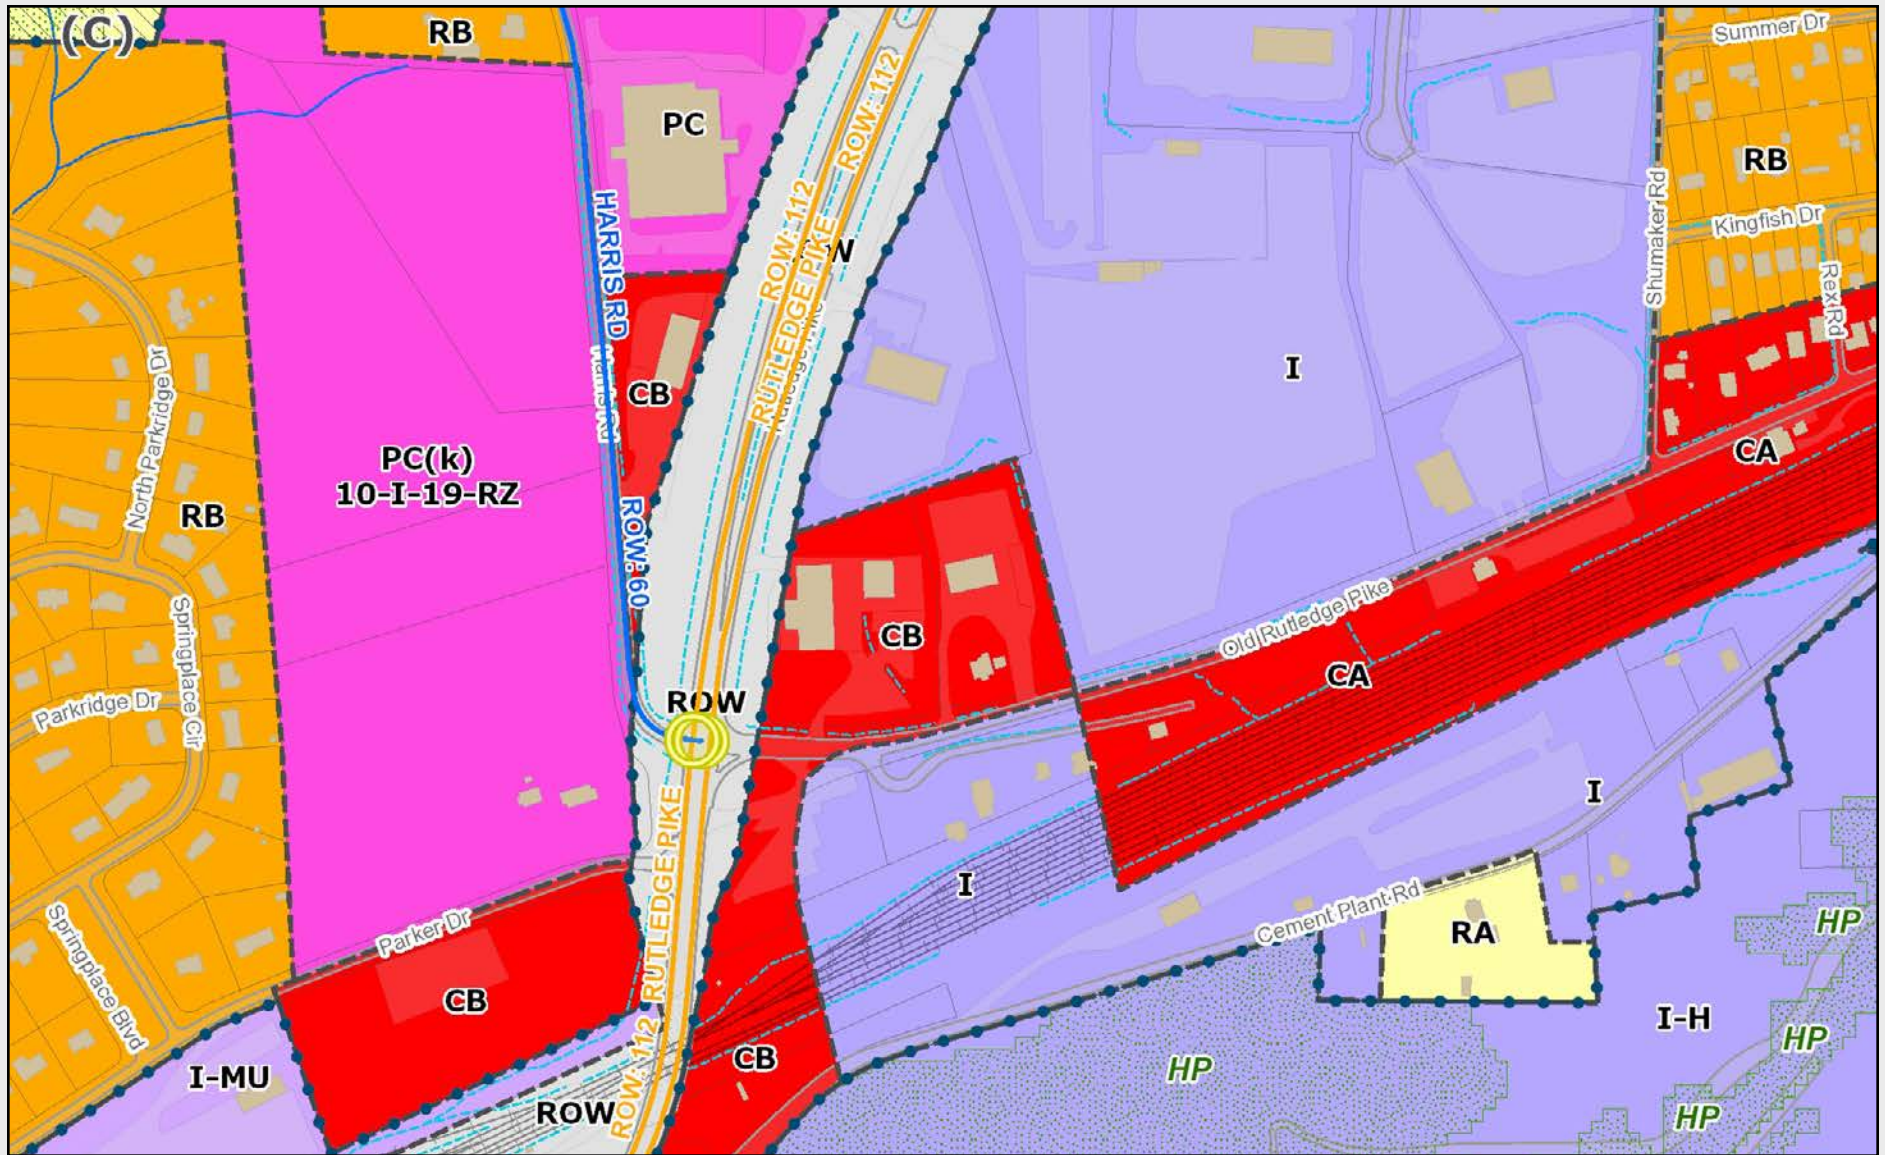 (C)
RB
Summer Dr
PC
ROW: 112
RB
Kingfish Dr
HARRIS RD
ROW: 112
RUTLEDGE PIKE
Shumaker Rd
Rex Rd
I
CB
Harris Rd
North Parkridge Dr
CA
PC(k)
10-I-19-RZ
RB
ROW: 60
Old Rutledge Pike
CB
Springplace Cir
CA
ROW
Parkridge Dr
I
RUTLEDGE PIKE
I
Cement Plant Rd
HP
Parker Dr
RA
Springplace Blvd
CB
I-H
HP
CB
HP
I-MU
ROW: 112
ROW
HP